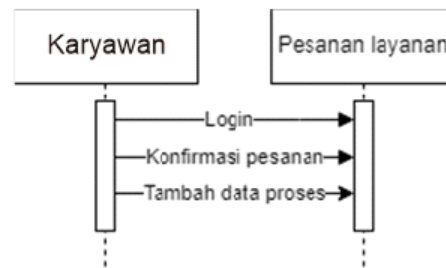 Karyawan
Pesanan layanan
Login
Konfirmasi pesanan
Tambah data proses